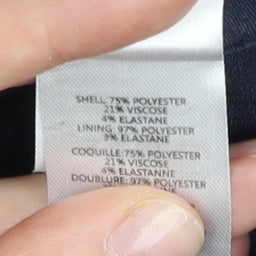 SHELL: 75% POLYESTER
21% VISCOSE
4% ELASTANE
LINING: 97% POLYESTER
3% ELASTANE
COQUILLE: 75% POLYESTER
21% VISCOSE
4% ELASTANNE
DOUBLURE: 97% POLYESTER